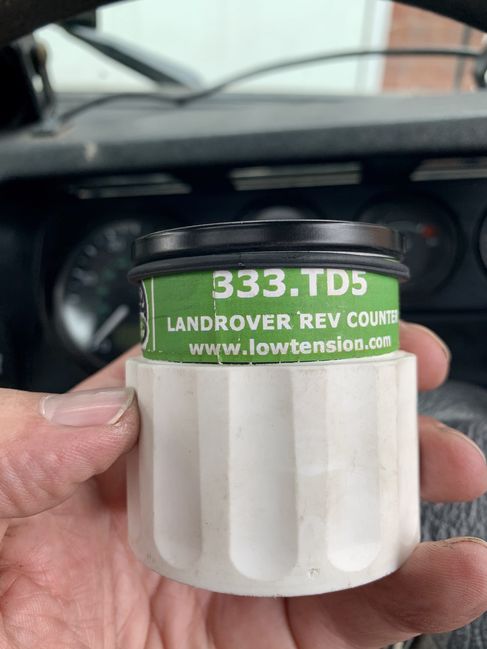 333.TD5
LANDROVER REV COUNTER
www.lowtension.com